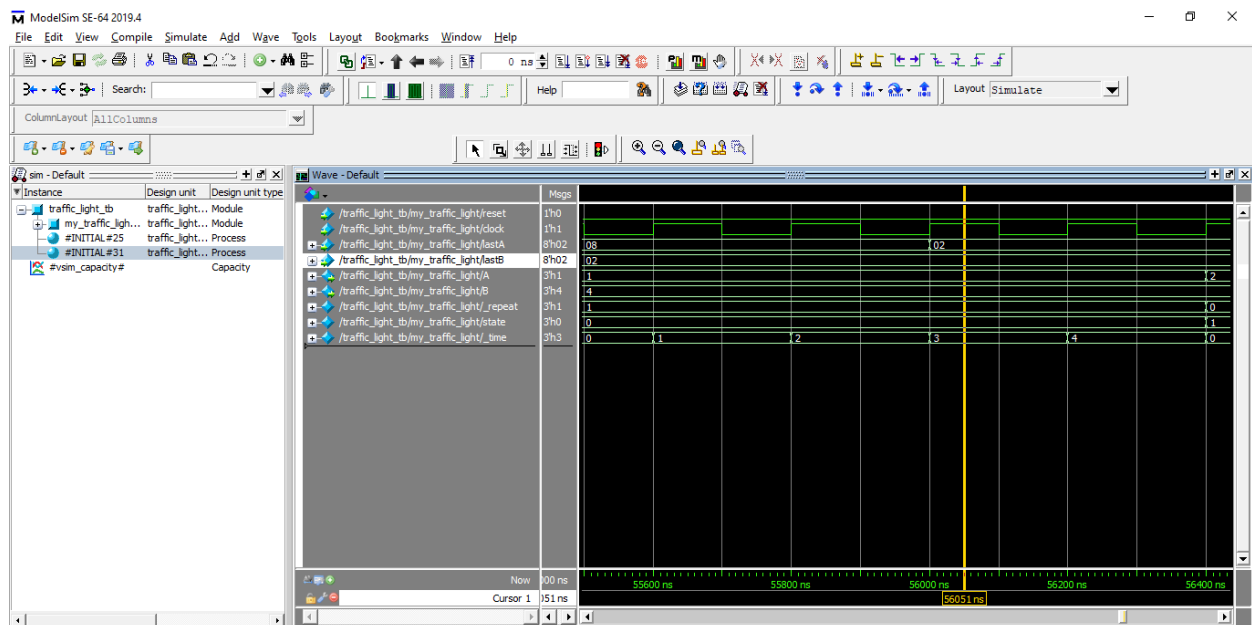 ModelSim SE-64 2019.4
File Edit View Compile Simulate Add Wave Tools Layout Bookmarks Window Help
0 ns
Search:
Help
Layout Simulate
ColumnLayout AllColumns
sim - Default
Instance Design unit Design unit type
traffic_light_tb traffic_light... Module
my_traffic_ligh... traffic_light... Module
#INITIAL#25 traffic_light... Process
#INITIAL#31 traffic_light... Process
#vsim_capacity# Capacity
Wave - Default
Msgs
/traffic_light_tb/my_traffic_light/reset 1'h0
/traffic_light_tb/my_traffic_light/clock 1'h1
/traffic_light_tb/my_traffic_light/lastA 8'h02 08 02
/traffic_light_tb/my_traffic_light/lastB 8'h02 02
/traffic_light_tb/my_traffic_light/A 3'h1 1 2
/traffic_light_tb/my_traffic_light/B 3'h4 4
/traffic_light_tb/my_traffic_light/_repeat 3'h1 1 0
/traffic_light_tb/my_traffic_light/state 3'h0 0 1
/traffic_light_tb/my_traffic_light/_time 3'h3 0 1 2 3 4 0
Now 000 ns 55600 ns 55800 ns 56000 ns 56200 ns 56400 ns
Cursor 1 051 ns 56051 ns